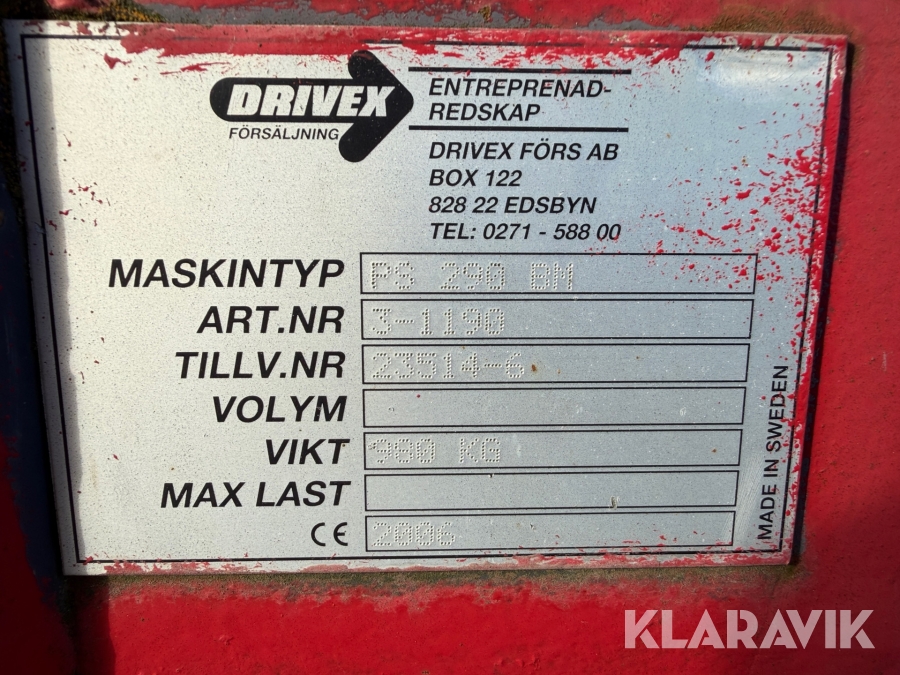 DRIVEX
FÖRSÄLJNING
ENTREPRENAD-
REDSKAP
DRIVEX FÖRS AB
BOX 122
828 22 EDSBYN
TEL: 0271 - 588 00
MASKINTYP PS 290 BM
ART.NR 3-1190
TILLV.NR 23514-6
VOLYM
VIKT 980 KG
MAX LAST
CE 2006
MADE IN SWEDEN
KLARAVIK